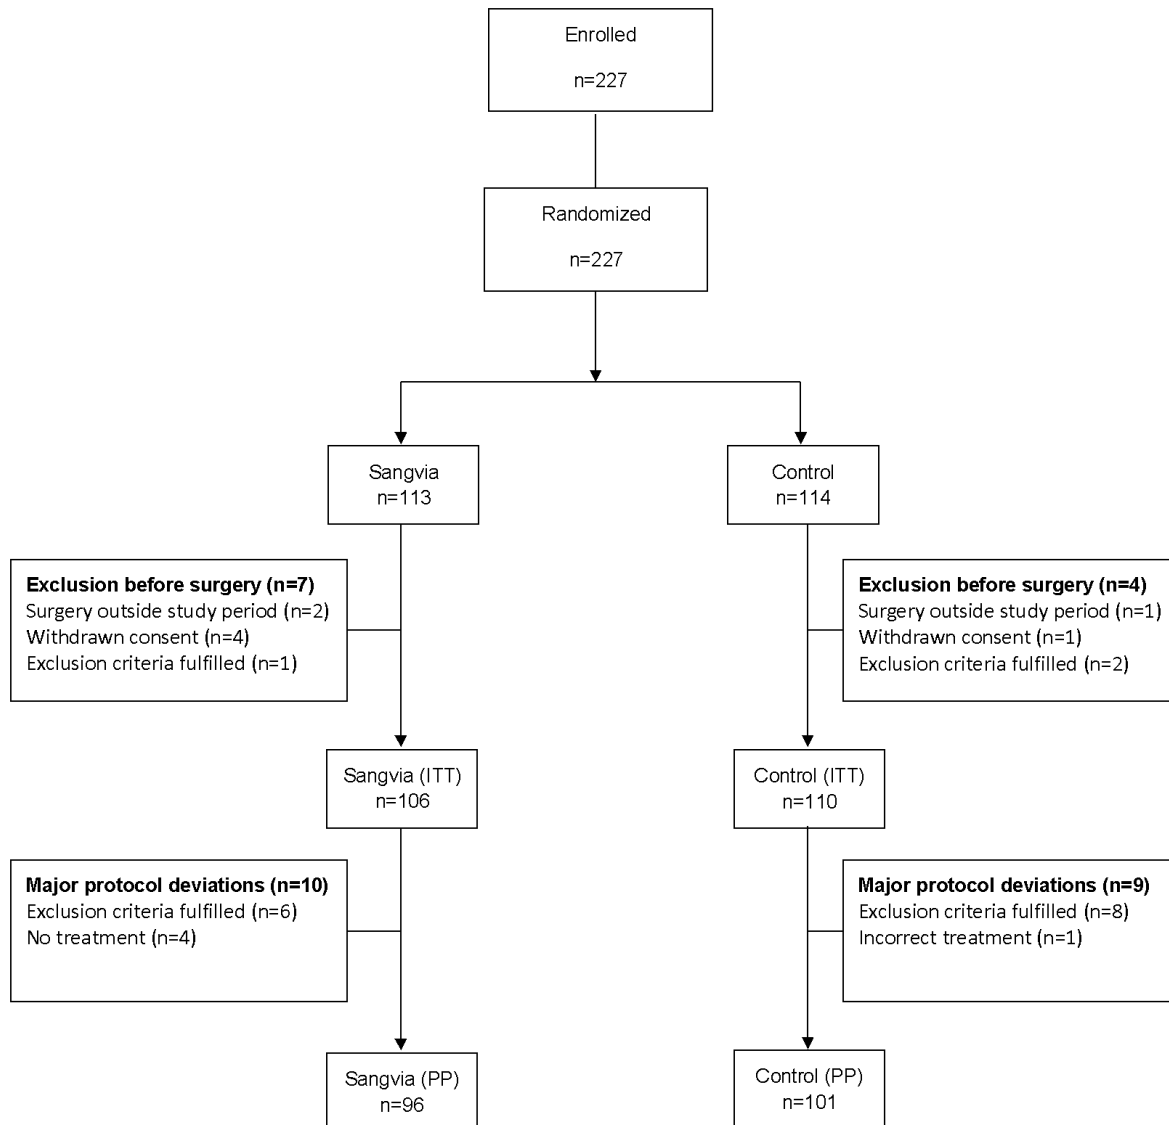 Enrolled
n=227
Randomized
n=227
Sangvia
n=113
Control
n=114
Exclusion before surgery (n=7)
Surgery outside study period (n=2)
Withdrawn consent (n=4)
Exclusion criteria fulfilled (n=1)
Exclusion before surgery (n=4)
Surgery outside study period (n=1)
Withdrawn consent (n=1)
Exclusion criteria fulfilled (n=2)
Sangvia (ITT)
n=106
Control (ITT)
n=110
Major protocol deviations (n=10)
Exclusion criteria fulfilled (n=6)
No treatment (n=4)
Major protocol deviations (n=9)
Exclusion criteria fulfilled (n=8)
Incorrect treatment (n=1)
Sangvia (PP)
n=96
Control (PP)
n=101